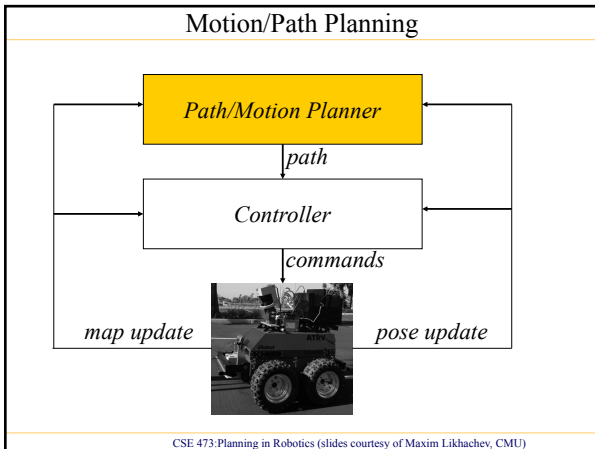 Motion/Path Planning
Path/Motion Planner
path
Controller
commands
map update
pose update
ATRV
CSE 473:Planning in Robotics (slides courtesy of Maxim Likhachev, CMU)